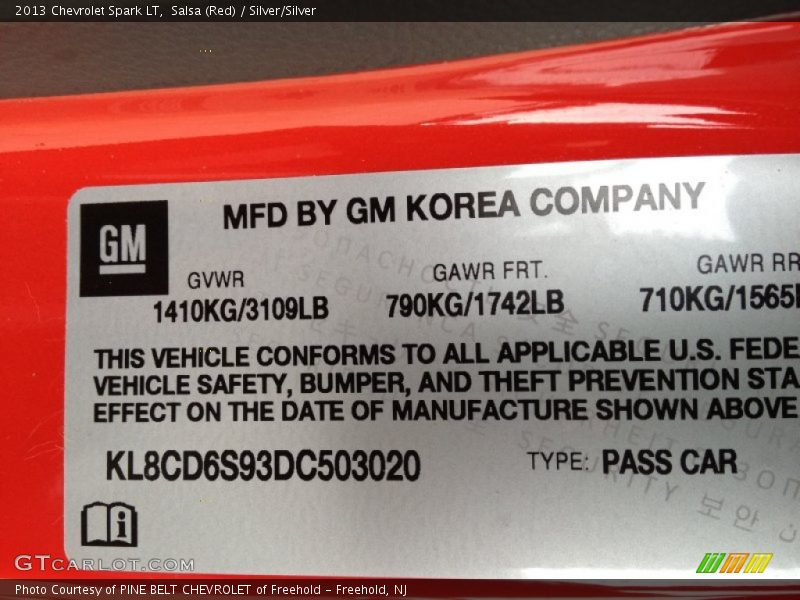 2013 Chevrolet Spark LT,  Salsa (Red) / Silver/Silver
GM
MFD BY GM KOREA COMPANY
GVWR GAWR FRT. GAWR RR
1410KG/3109LB 790KG/1742LB 710KG/1565
THIS VEHICLE CONFORMS TO ALL APPLICABLE U.S. FEDE
VEHICLE SAFETY, BUMPER, AND THEFT PREVENTION STA
EFFECT ON THE DATE OF MANUFACTURE SHOWN ABOVE
KL8CD6S93DC503020 TYPE: PASS CAR
GTCARLOT.COM
Photo Courtesy of PINE BELT CHEVROLET of Freehold - Freehold, NJ